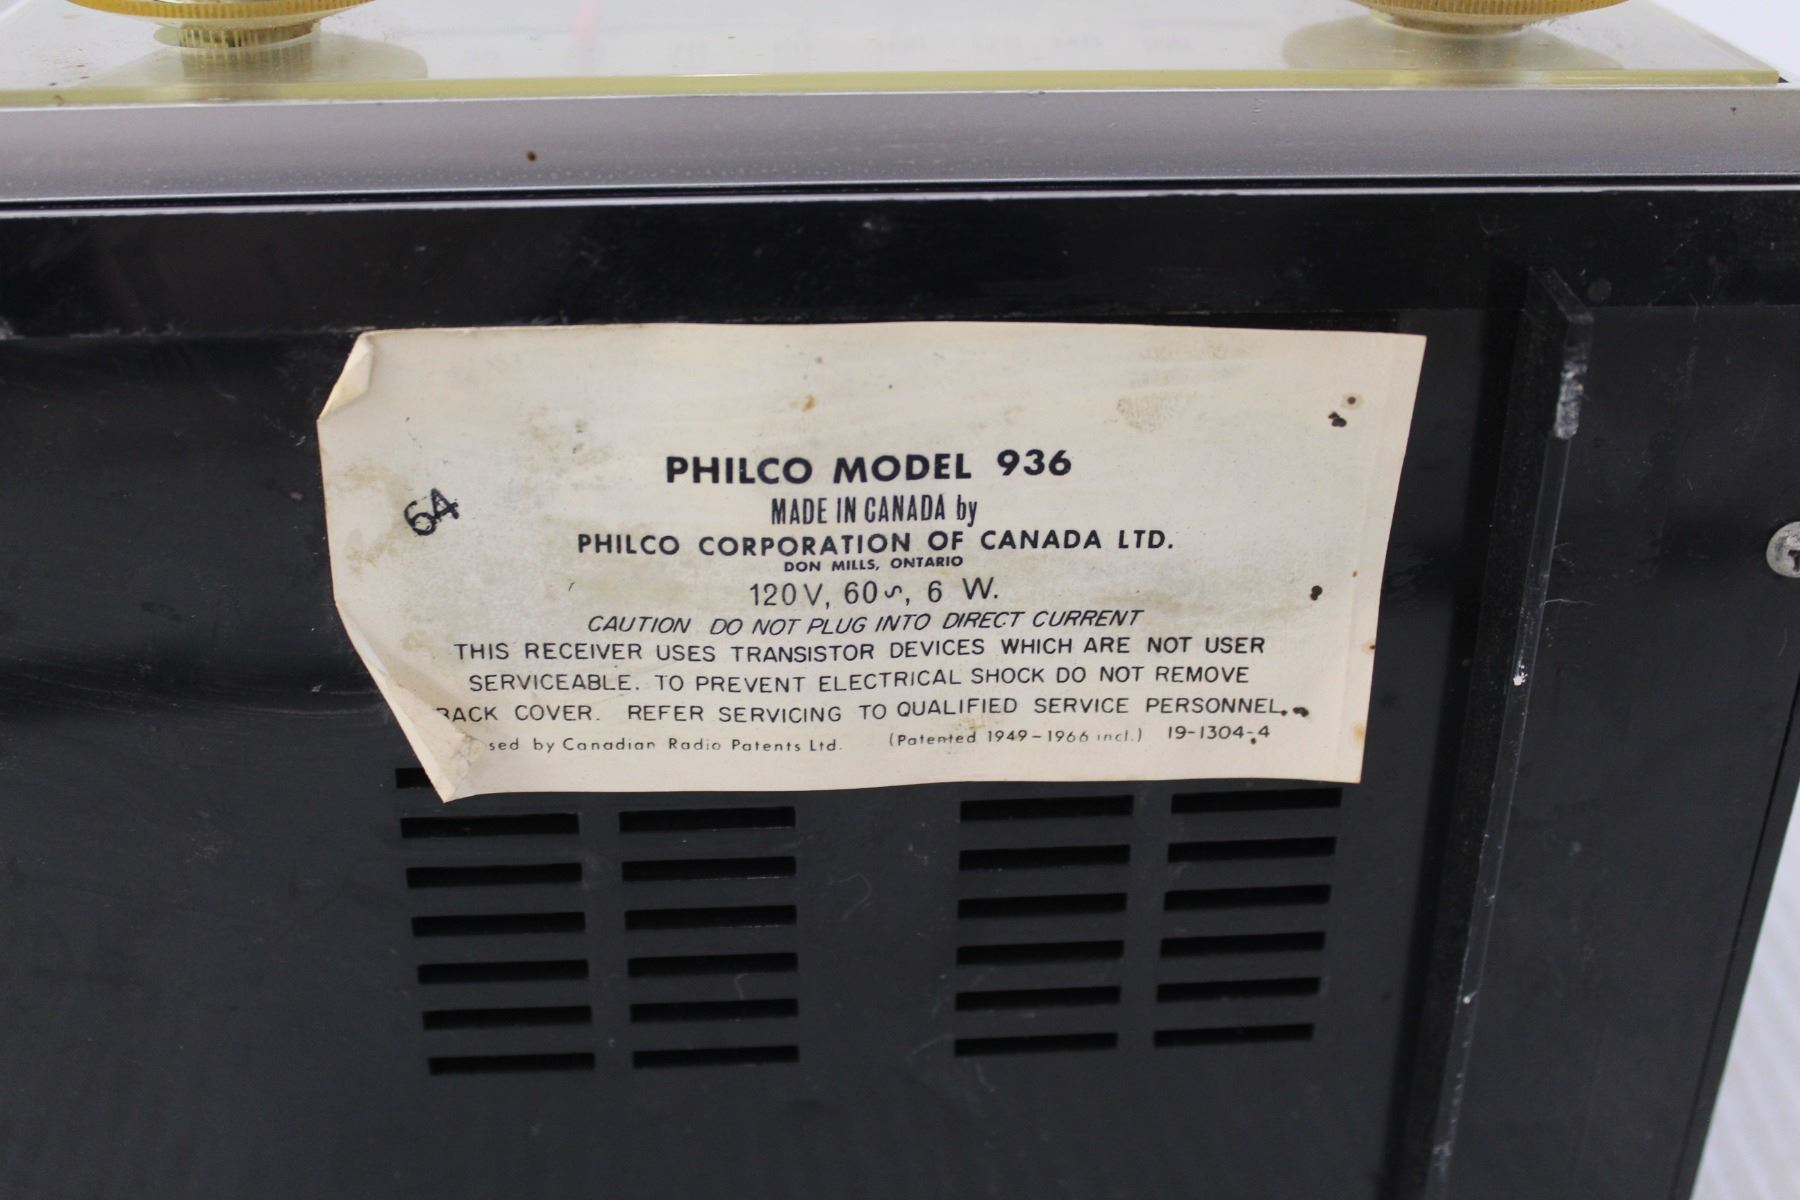 PHILCO MODEL 936
64
MADE IN CANADA by
PHILCO CORPORATION OF CANADA LTD.
DON MILLS, ONTARIO
120V, 60~, 6 W.
CAUTION DO NOT PLUG INTO DIRECT CURRENT
THIS RECEIVER USES TRANSISTOR DEVICES WHICH ARE NOT USER
SERVICEABLE. TO PREVENT ELECTRICAL SHOCK DO NOT REMOVE
BACK COVER. REFER SERVICING TO QUALIFIED SERVICE PERSONNEL.
sed by Canadian Radio Patents Ltd. (Patented 1949-1966 incl.) 19-1304-4